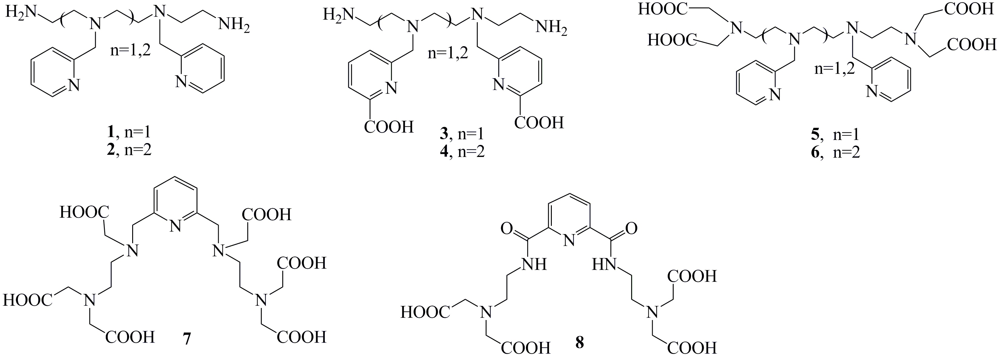 H₂N N N NH₂
n=1,2
N N
1, n=1
2, n=2
H₂N N N NH₂
n=1,2
N N
COOH COOH
3, n=1
4, n=2
HOOC COOH
N N
HOOC N N COOH
n=1,2
N N
5, n=1
6, n=2
HOOC N COOH
N N
COOH
HOOC N N
COOH COOH
7
O N O
NH HN
COOH
HOOC N N
COOH COOH
8